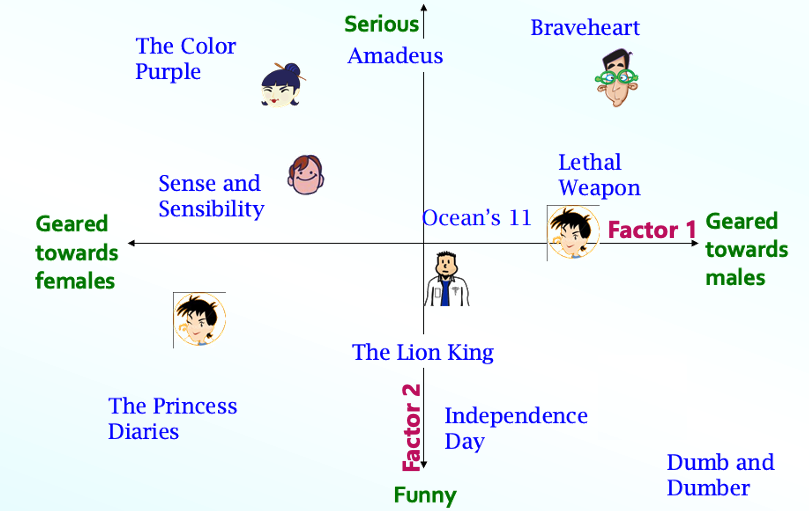 Serious
Braveheart
The Color
Purple
Amadeus
Lethal
Weapon
Sense and
Sensibility
Ocean's 11
Factor 1
Geared
towards
females
Geared
towards
males
The Lion King
Factor 2
The Princess
Diaries
Independence
Day
Dumb and
Dumber
Funny